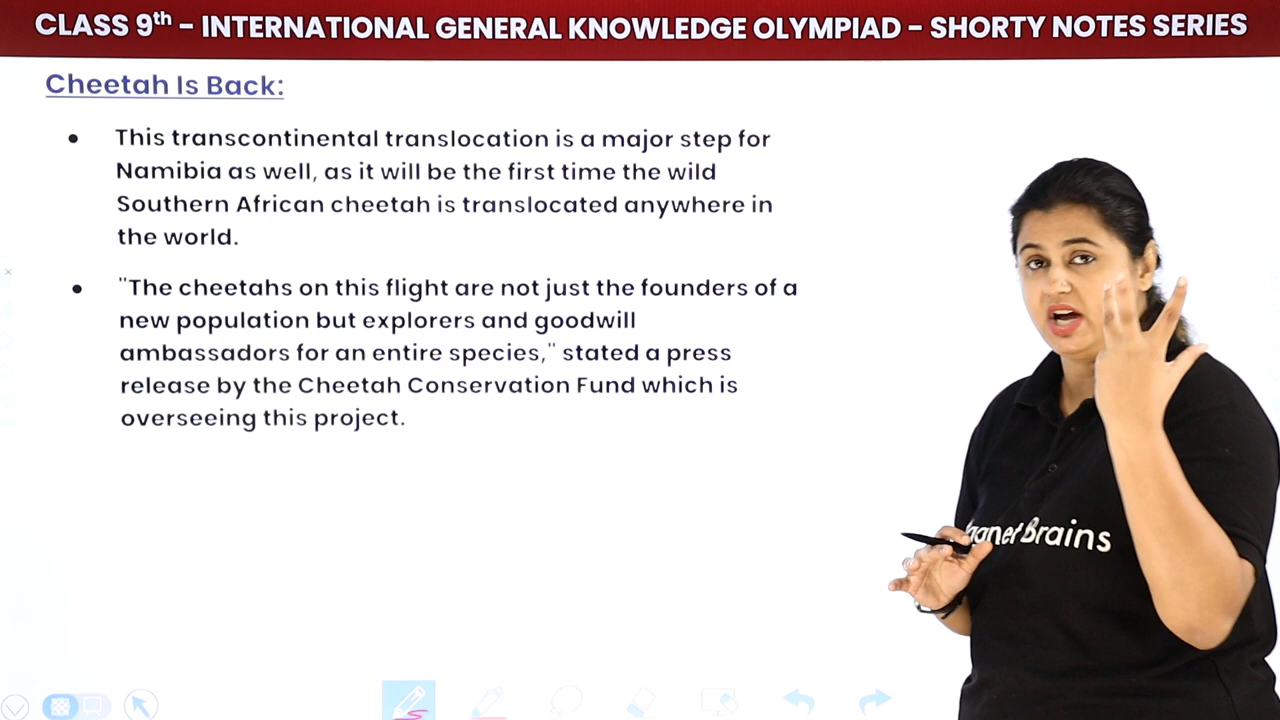 CLASS 9th - INTERNATIONAL GENERAL KNOWLEDGE OLYMPIAD - SHORTY NOTES SERIES
Cheetah Is Back:
• This transcontinental translocation is a major step for
Namibia as well, as it will be the first time the wild
Southern African cheetah is translocated anywhere in
the world.
• "The cheetahs on this flight are not just the founders of a
new population but explorers and goodwill
ambassadors for an entire species," stated a press
release by the Cheetah Conservation Fund which is
overseeing this project.
Brains